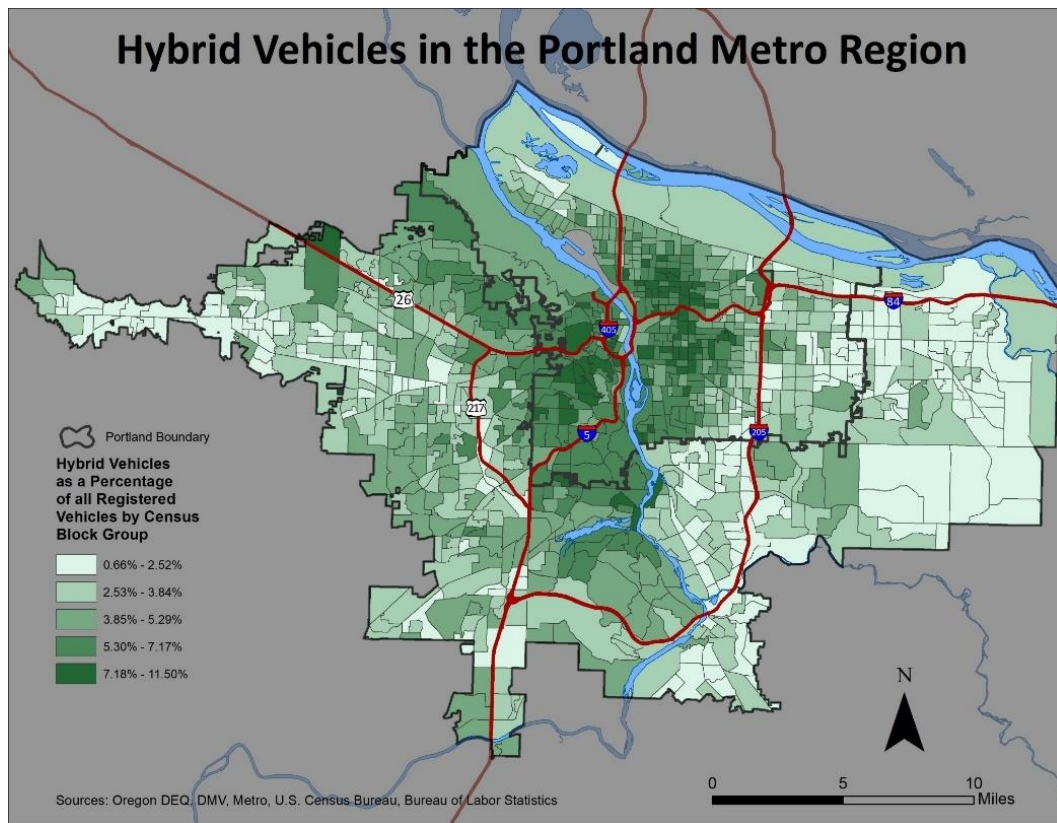 Hybrid Vehicles in the Portland Metro Region
26
405
84
217
5
205
Portland Boundary
Hybrid Vehicles
as a Percentage
of all Registered
Vehicles by Census
Block Group
0.66% - 2.52%
2.53% - 3.84%
3.85% - 5.29%
5.30% - 7.17%
7.18% - 11.50%
N
0 5 10
Miles
Sources: Oregon DEQ, DMV, Metro, U.S. Census Bureau, Bureau of Labor Statistics